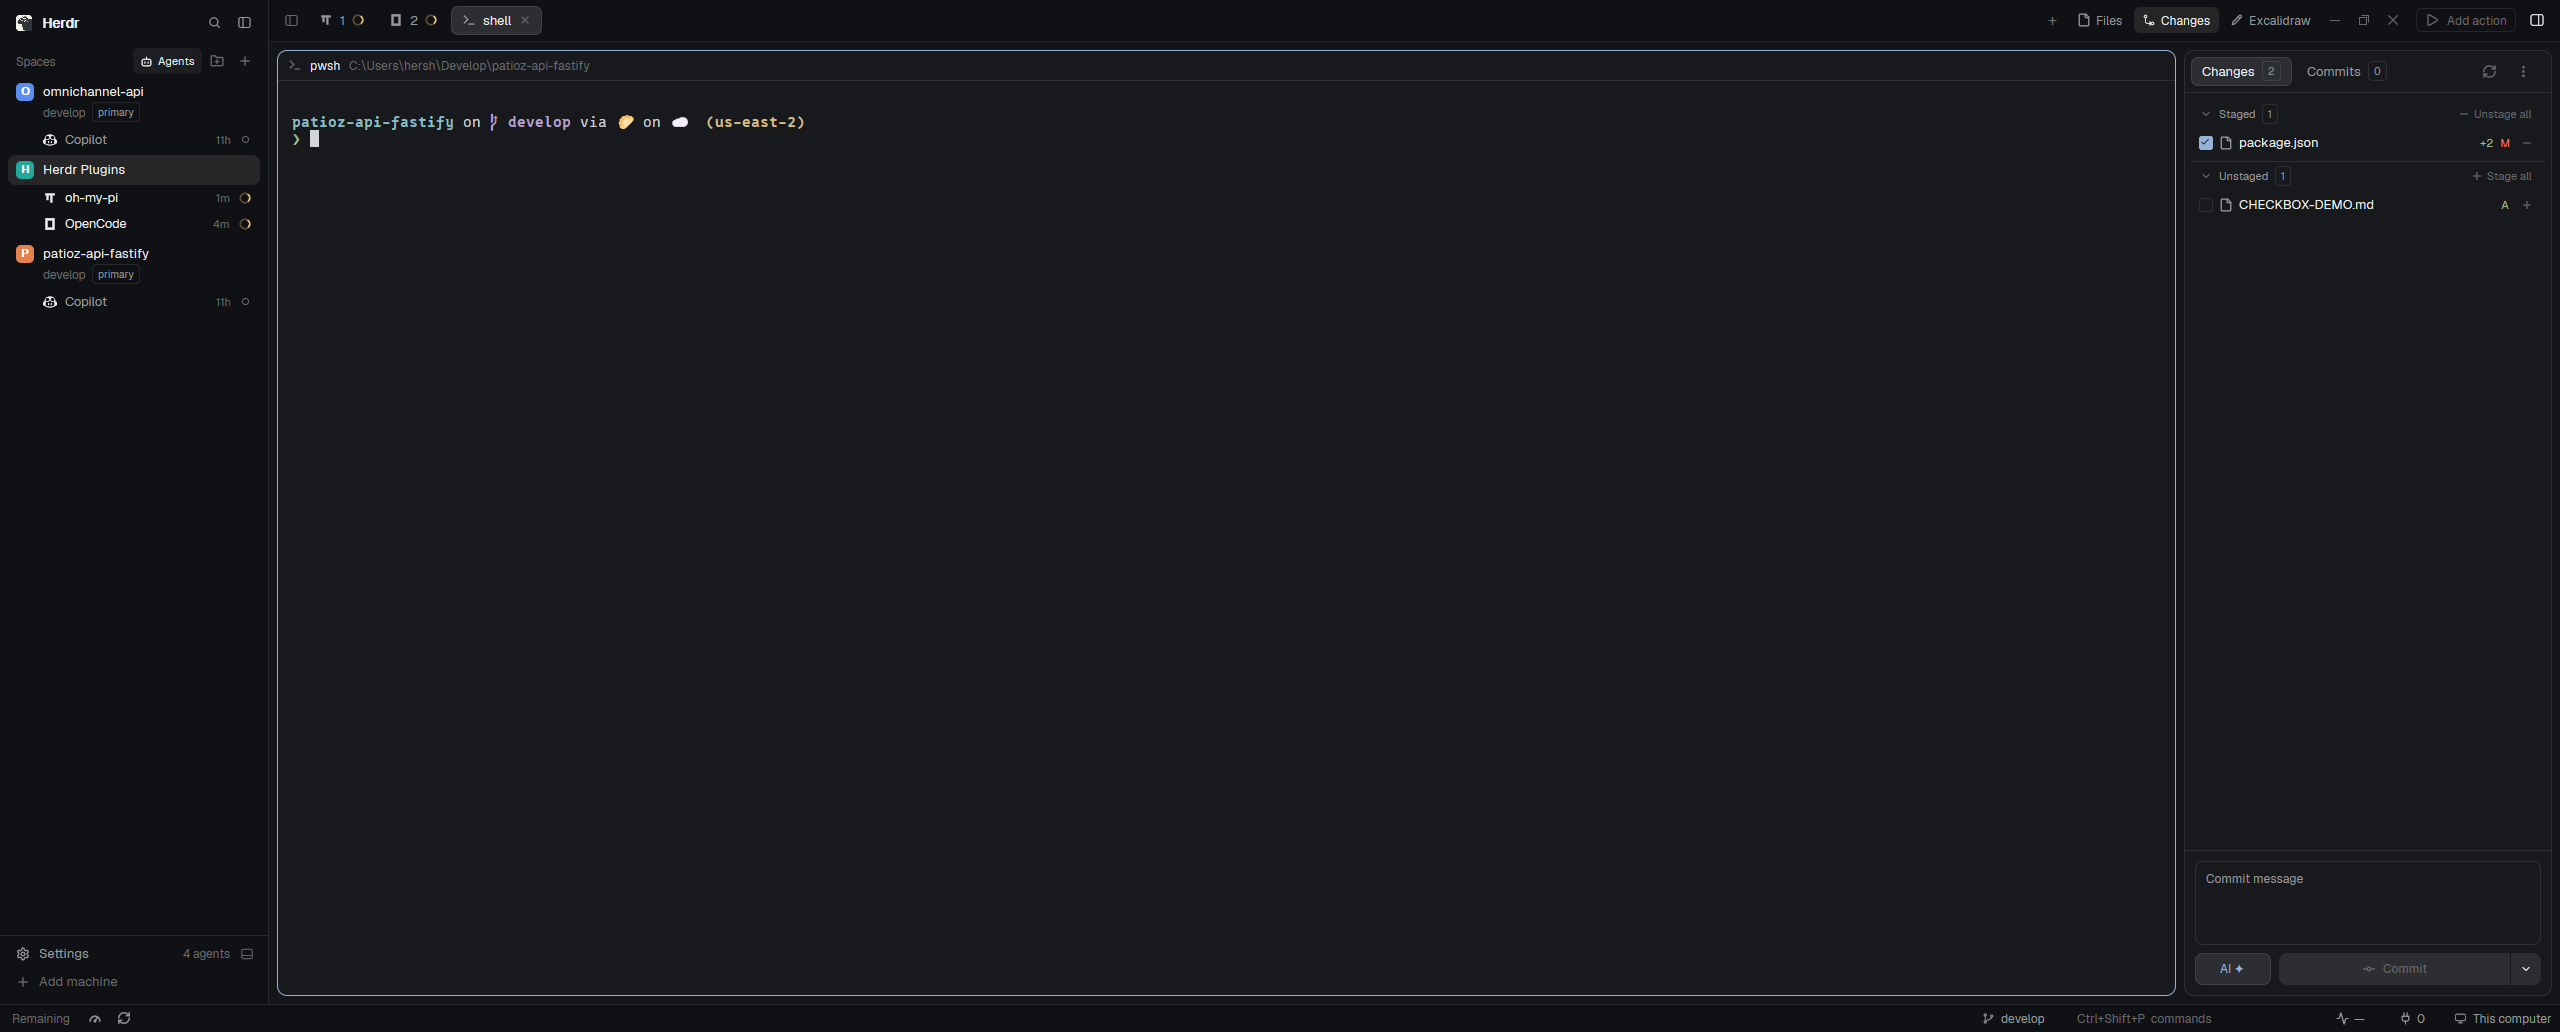 Herdr
Spaces
Agents
omnichannel-api
develop primary
Copilot 11h
Herdr Plugins
oh-my-pi 1m
OpenCode 4m
patioz-api-fastify
develop primary
Copilot 11h
Settings 4 agents
Add machine
1
2
shell
Files
Changes
Excalidraw
Add action
pwsh C:\Users\hersh\Develop\patioz-api-fastify
patioz-api-fastify on develop via 🥟 on ☁️ (us-east-2)
❯
Changes 2
Commits 0
Staged 1 — Unstage all
package.json +2 M —
Unstaged 1 + Stage all
CHECKBOX-DEMO.md A +
Commit message
AI ✦
Commit
Remaining
develop
Ctrl+Shift+P commands
—
0
This computer